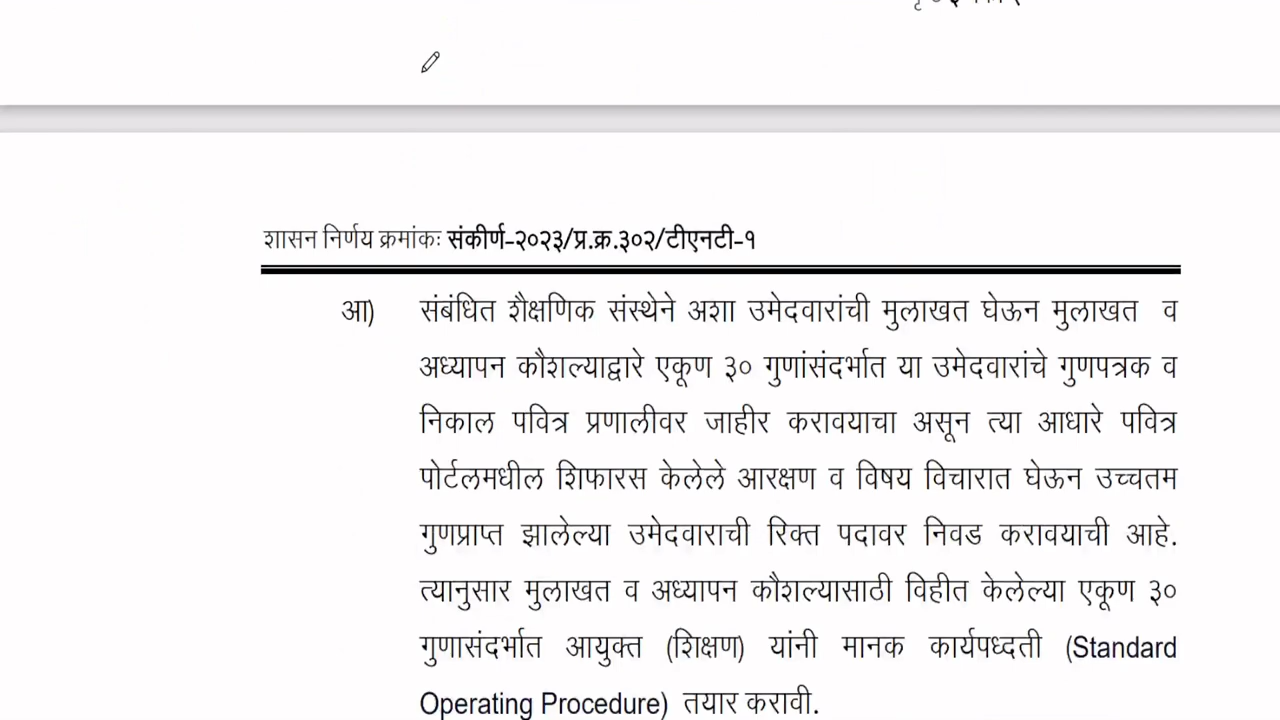 शासन निर्णय क्रमांकः संकीर्ण-२०२३/प्र.क्र.३०२/टीएनटी-१
आ) संबंधित शैक्षणिक संस्थेने अशा उमेदवारांची मुलाखत घेऊन मुलाखत व
अध्यापन कौशल्याद्वारे एकूण ३० गुणांसंदर्भात या उमेदवारांचे गुणपत्रक व
निकाल पवित्र प्रणालीवर जाहीर करावयाचा असून त्या आधारे पवित्र
पोर्टलमधील शिफारस केलेले आरक्षण व विषय विचारात घेऊन उच्चतम
गुणप्राप्त झालेल्या उमेदवाराची रिक्त पदावर निवड करावयाची आहे.
त्यानुसार मुलाखत व अध्यापन कौशल्यासाठी विहीत केलेल्या एकूण ३०
गुणासंदर्भात आयुक्त (शिक्षण) यांनी मानक कार्यपध्दती (Standard
Operating Procedure) तयार करावी.